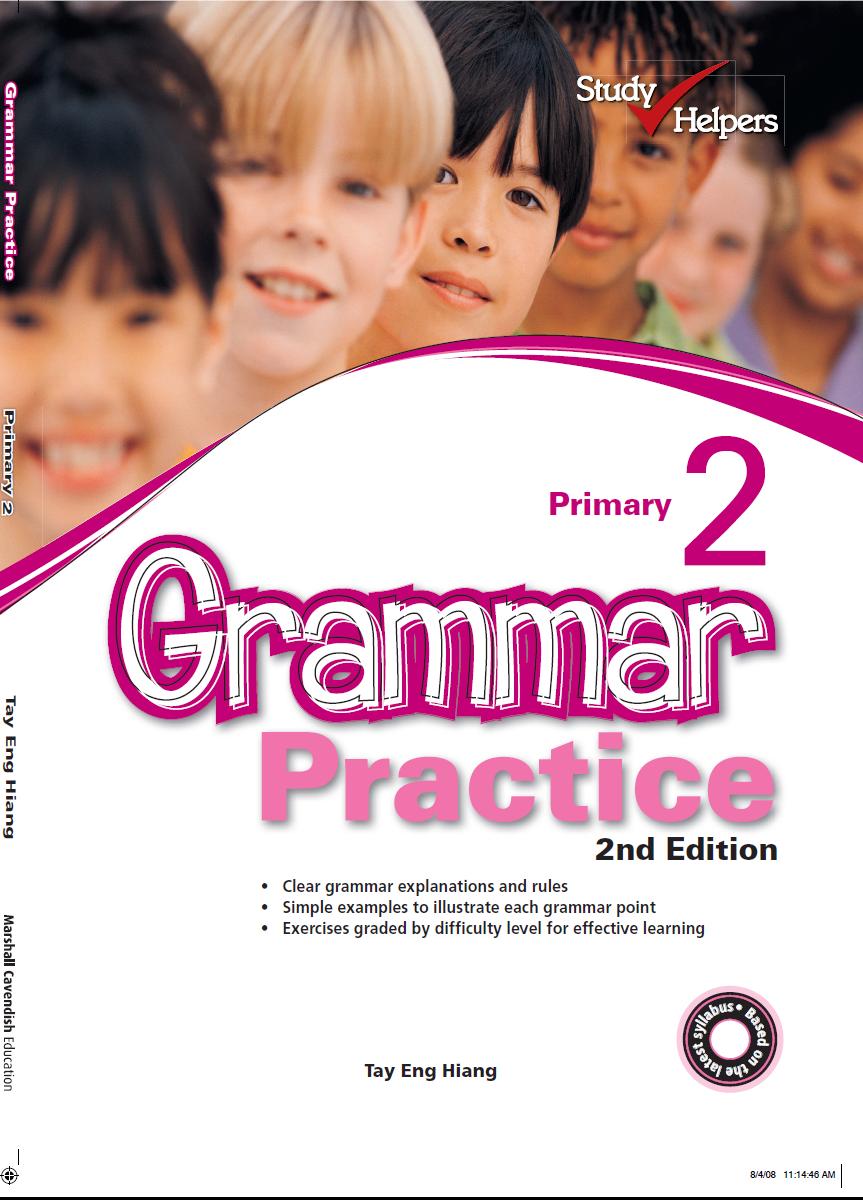 Study
Helpers
Grammar Practice
Primary 2
Tay Eng Hiang
Marshall Cavendish Education
Primary 2
Grammar
Practice
2nd Edition
• Clear grammar explanations and rules
• Simple examples to illustrate each grammar point
• Exercises graded by difficulty level for effective learning
Tay Eng Hiang
• Based on the latest syllabus
8/4/08 11:14:46 AM